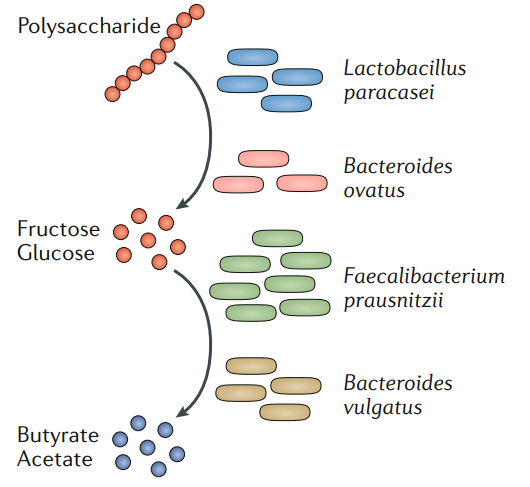 Polysaccharide
Lactobacillus
paracasei
Bacteroides
ovatus
Fructose
Glucose
Faecalibacterium
prausnitzii
Bacteroides
vulgatus
Butyrate
Acetate